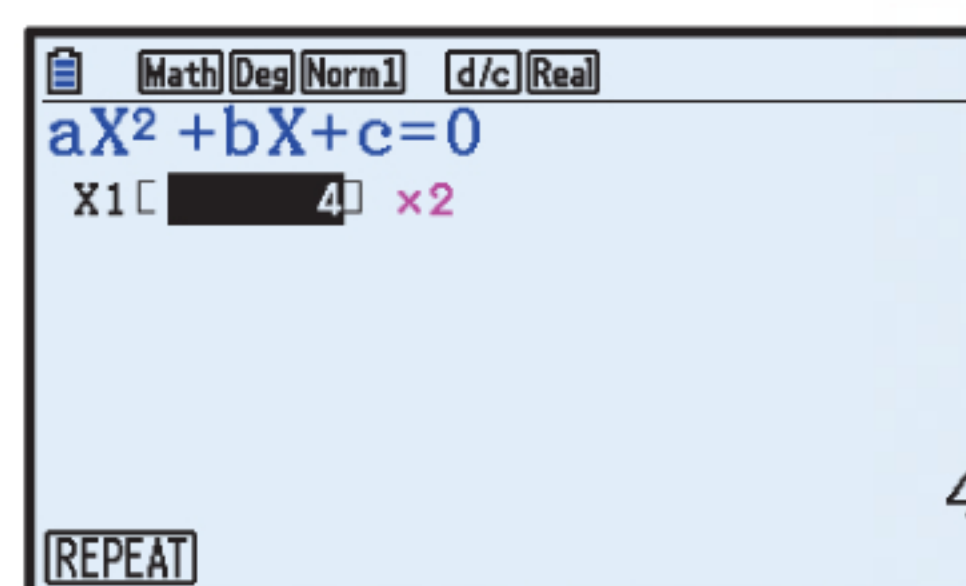 Math Deg Norm1 d/c Real
aX² +bX+c=0
X1[ 4] ×2
REPEAT